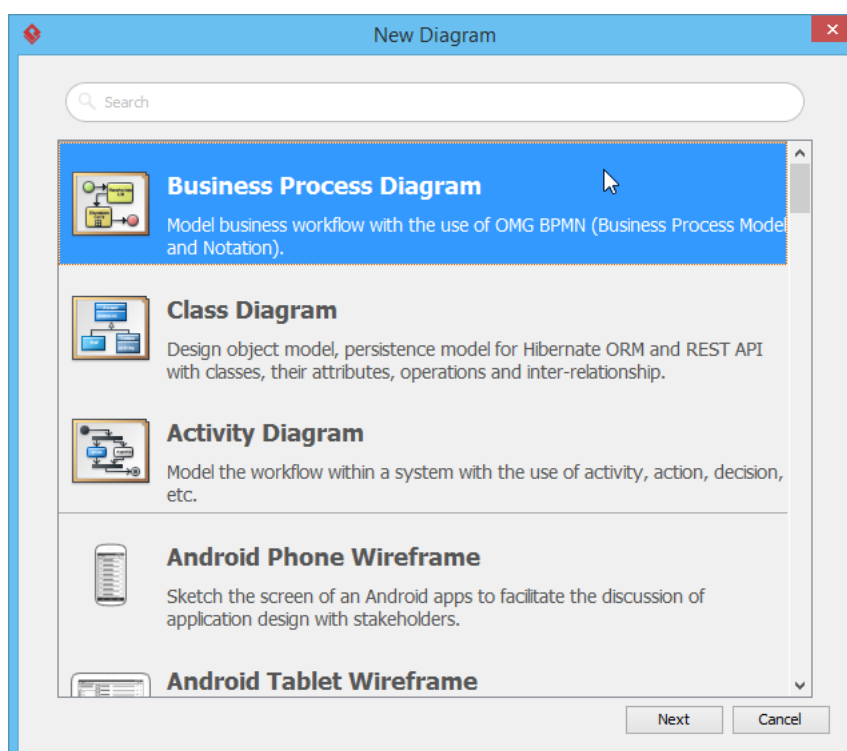 New Diagram
Search
Business Process Diagram
Model business workflow with the use of OMG BPMN (Business Process Model
and Notation).
Class Diagram
Design object model, persistence model for Hibernate ORM and REST API
with classes, their attributes, operations and inter-relationship.
Activity Diagram
Model the workflow within a system with the use of activity, action, decision,
etc.
Android Phone Wireframe
Sketch the screen of an Android apps to facilitate the discussion of
application design with stakeholders.
Android Tablet Wireframe
Next Cancel